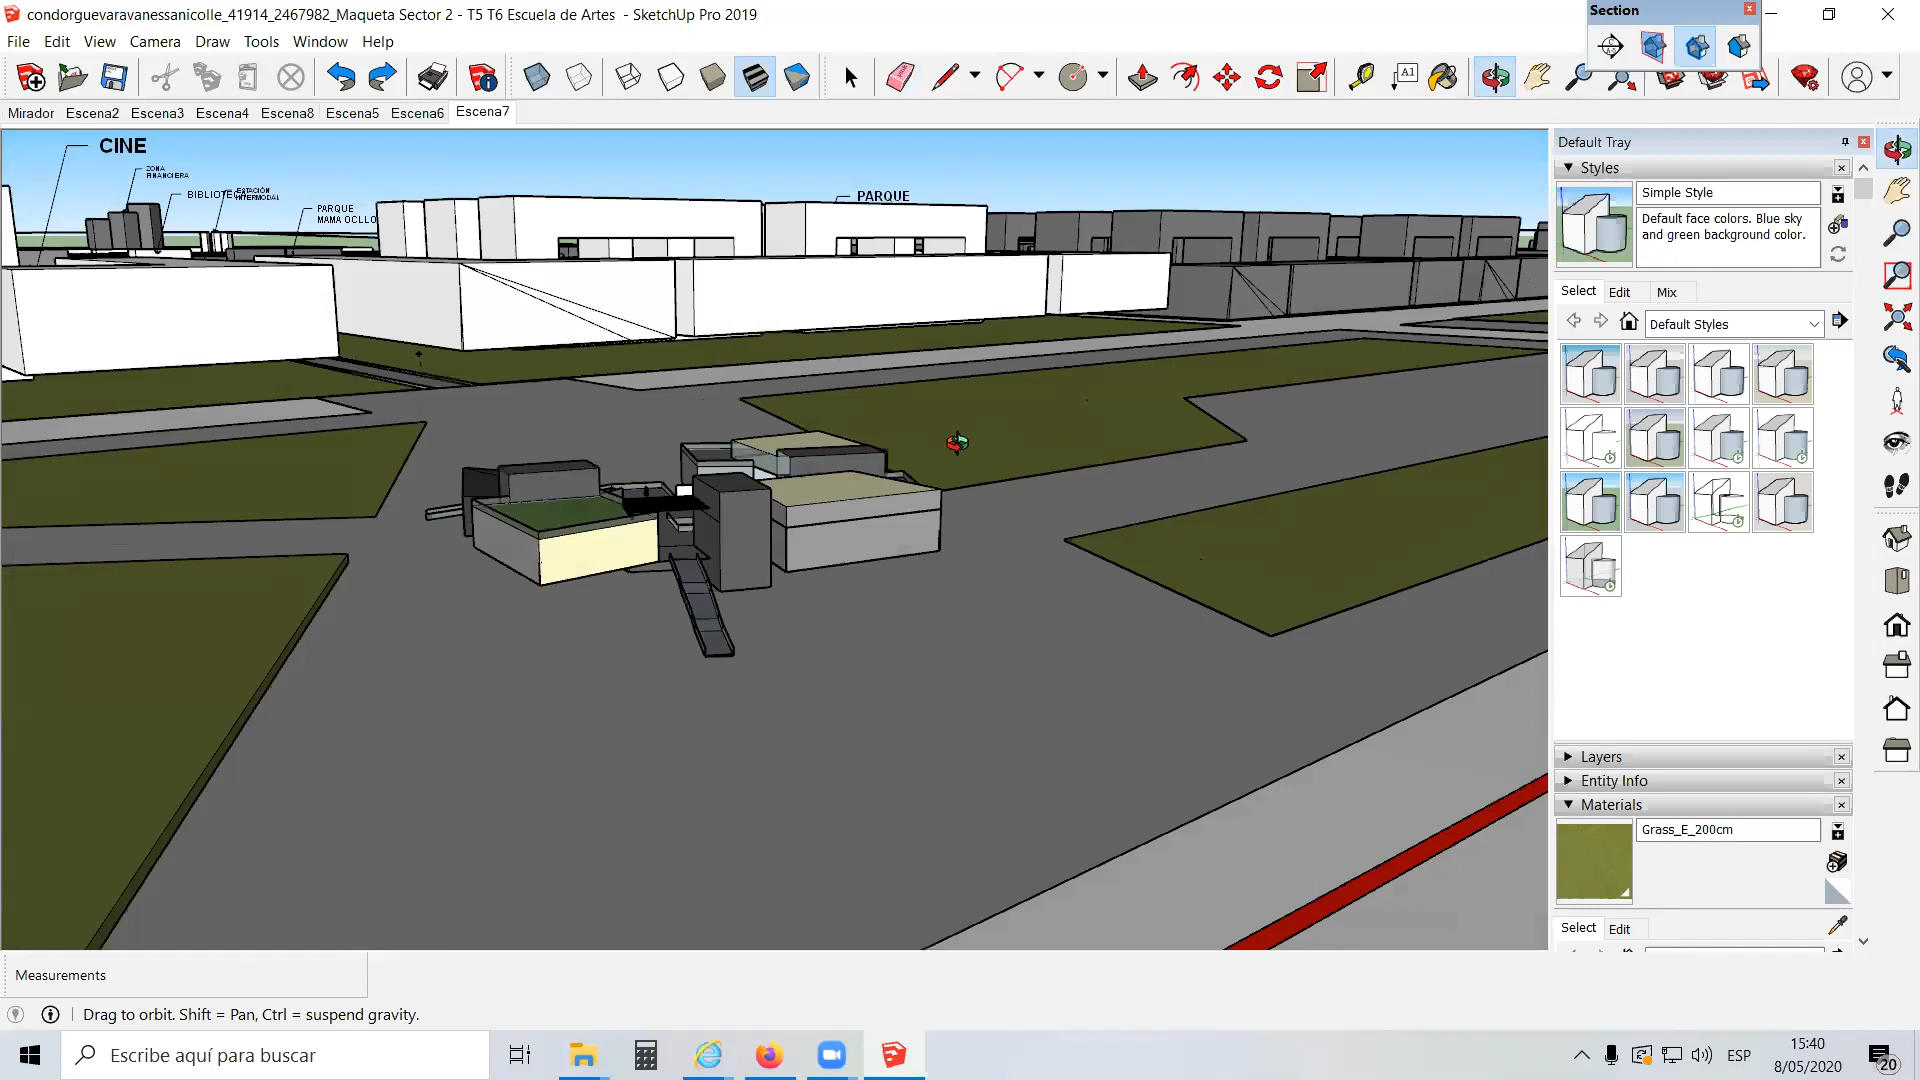 condorguevaravanessanicolle_41914_2467982_Maqueta Sector 2 - T5 T6 Escuela de Artes - SketchUp Pro 2019
Section
File Edit View Camera Draw Tools Window Help
A1
Mirador Escena2 Escena3 Escena4 Escena8 Escena5 Escena6 Escena7
CINE
ZONA
FINANCIERA
BIBLIOTECA
ESTACIÓN
INTERMODAL
PARQUE
MAMA OCLLO
PARQUE
Default Tray
Styles
Simple Style
Default face colors. Blue sky
and green background color.
Select Edit Mix
Default Styles
Layers
Entity Info
Materials
Grass_E_200cm
Select Edit
Measurements
Drag to orbit. Shift = Pan, Ctrl = suspend gravity.
Escribe aquí para buscar
ESP
15:40
8/05/2020
20